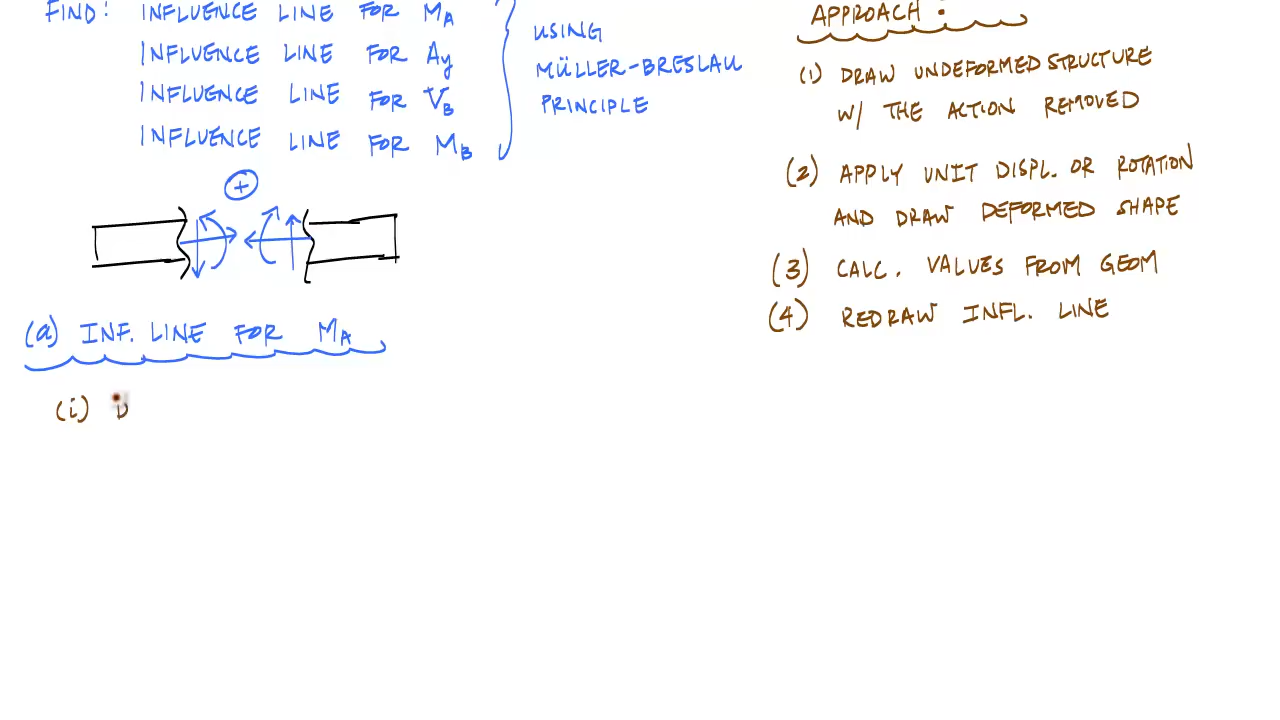 FIND: INFLUENCE LINE FOR MA
INFLUENCE LINE FOR Ay
INFLUENCE LINE FOR VB
INFLUENCE LINE FOR MB
USING
MÜLLER-BRESLAU
PRINCIPLE
+
(a) INF. LINE FOR MA
(i) D
APPROACH:
(1) DRAW UNDEFORMED STRUCTURE
W/ THE ACTION REMOVED
(2) APPLY UNIT DISPL. OR ROTATION
AND DRAW DEFORMED SHAPE
(3) CALC. VALUES FROM GEOM
(4) REDRAW INFL. LINE